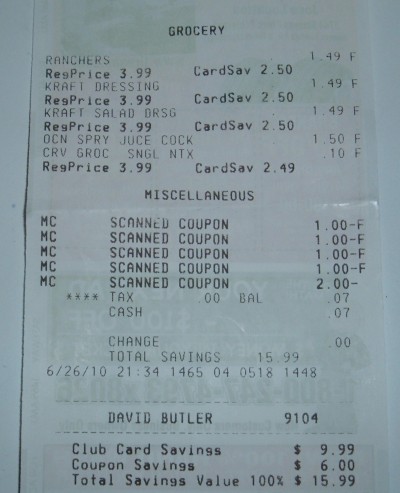 GROCERY
RANCHERS 1.49 F
RegPrice 3.99 CardSav 2.50
KRAFT DRESSING 1.49 F
RegPrice 3.99 CardSav 2.50
KRAFT SALAD DRSG 1.49 F
RegPrice 3.99 CardSav 2.50
OCN SPRY JUCE COCK 1.50 F
CRV GROC SNGL NTX .10 F
RegPrice 3.99 CardSav 2.49
MISCELLANEOUS
MC SCANNED COUPON 1.00-F
MC SCANNED COUPON 1.00-F
MC SCANNED COUPON 1.00-F
MC SCANNED COUPON 1.00-F
MC SCANNED COUPON 2.00-
**** TAX .00 BAL .07
CASH .07
CHANGE .00
TOTAL SAVINGS 15.99
6/26/10 21:34 1465 04 0518 1448
DAVID BUTLER 9104
Club Card Savings $ 9.99
Coupon Savings $ 6.00
Total Savings Value 100% $ 15.99